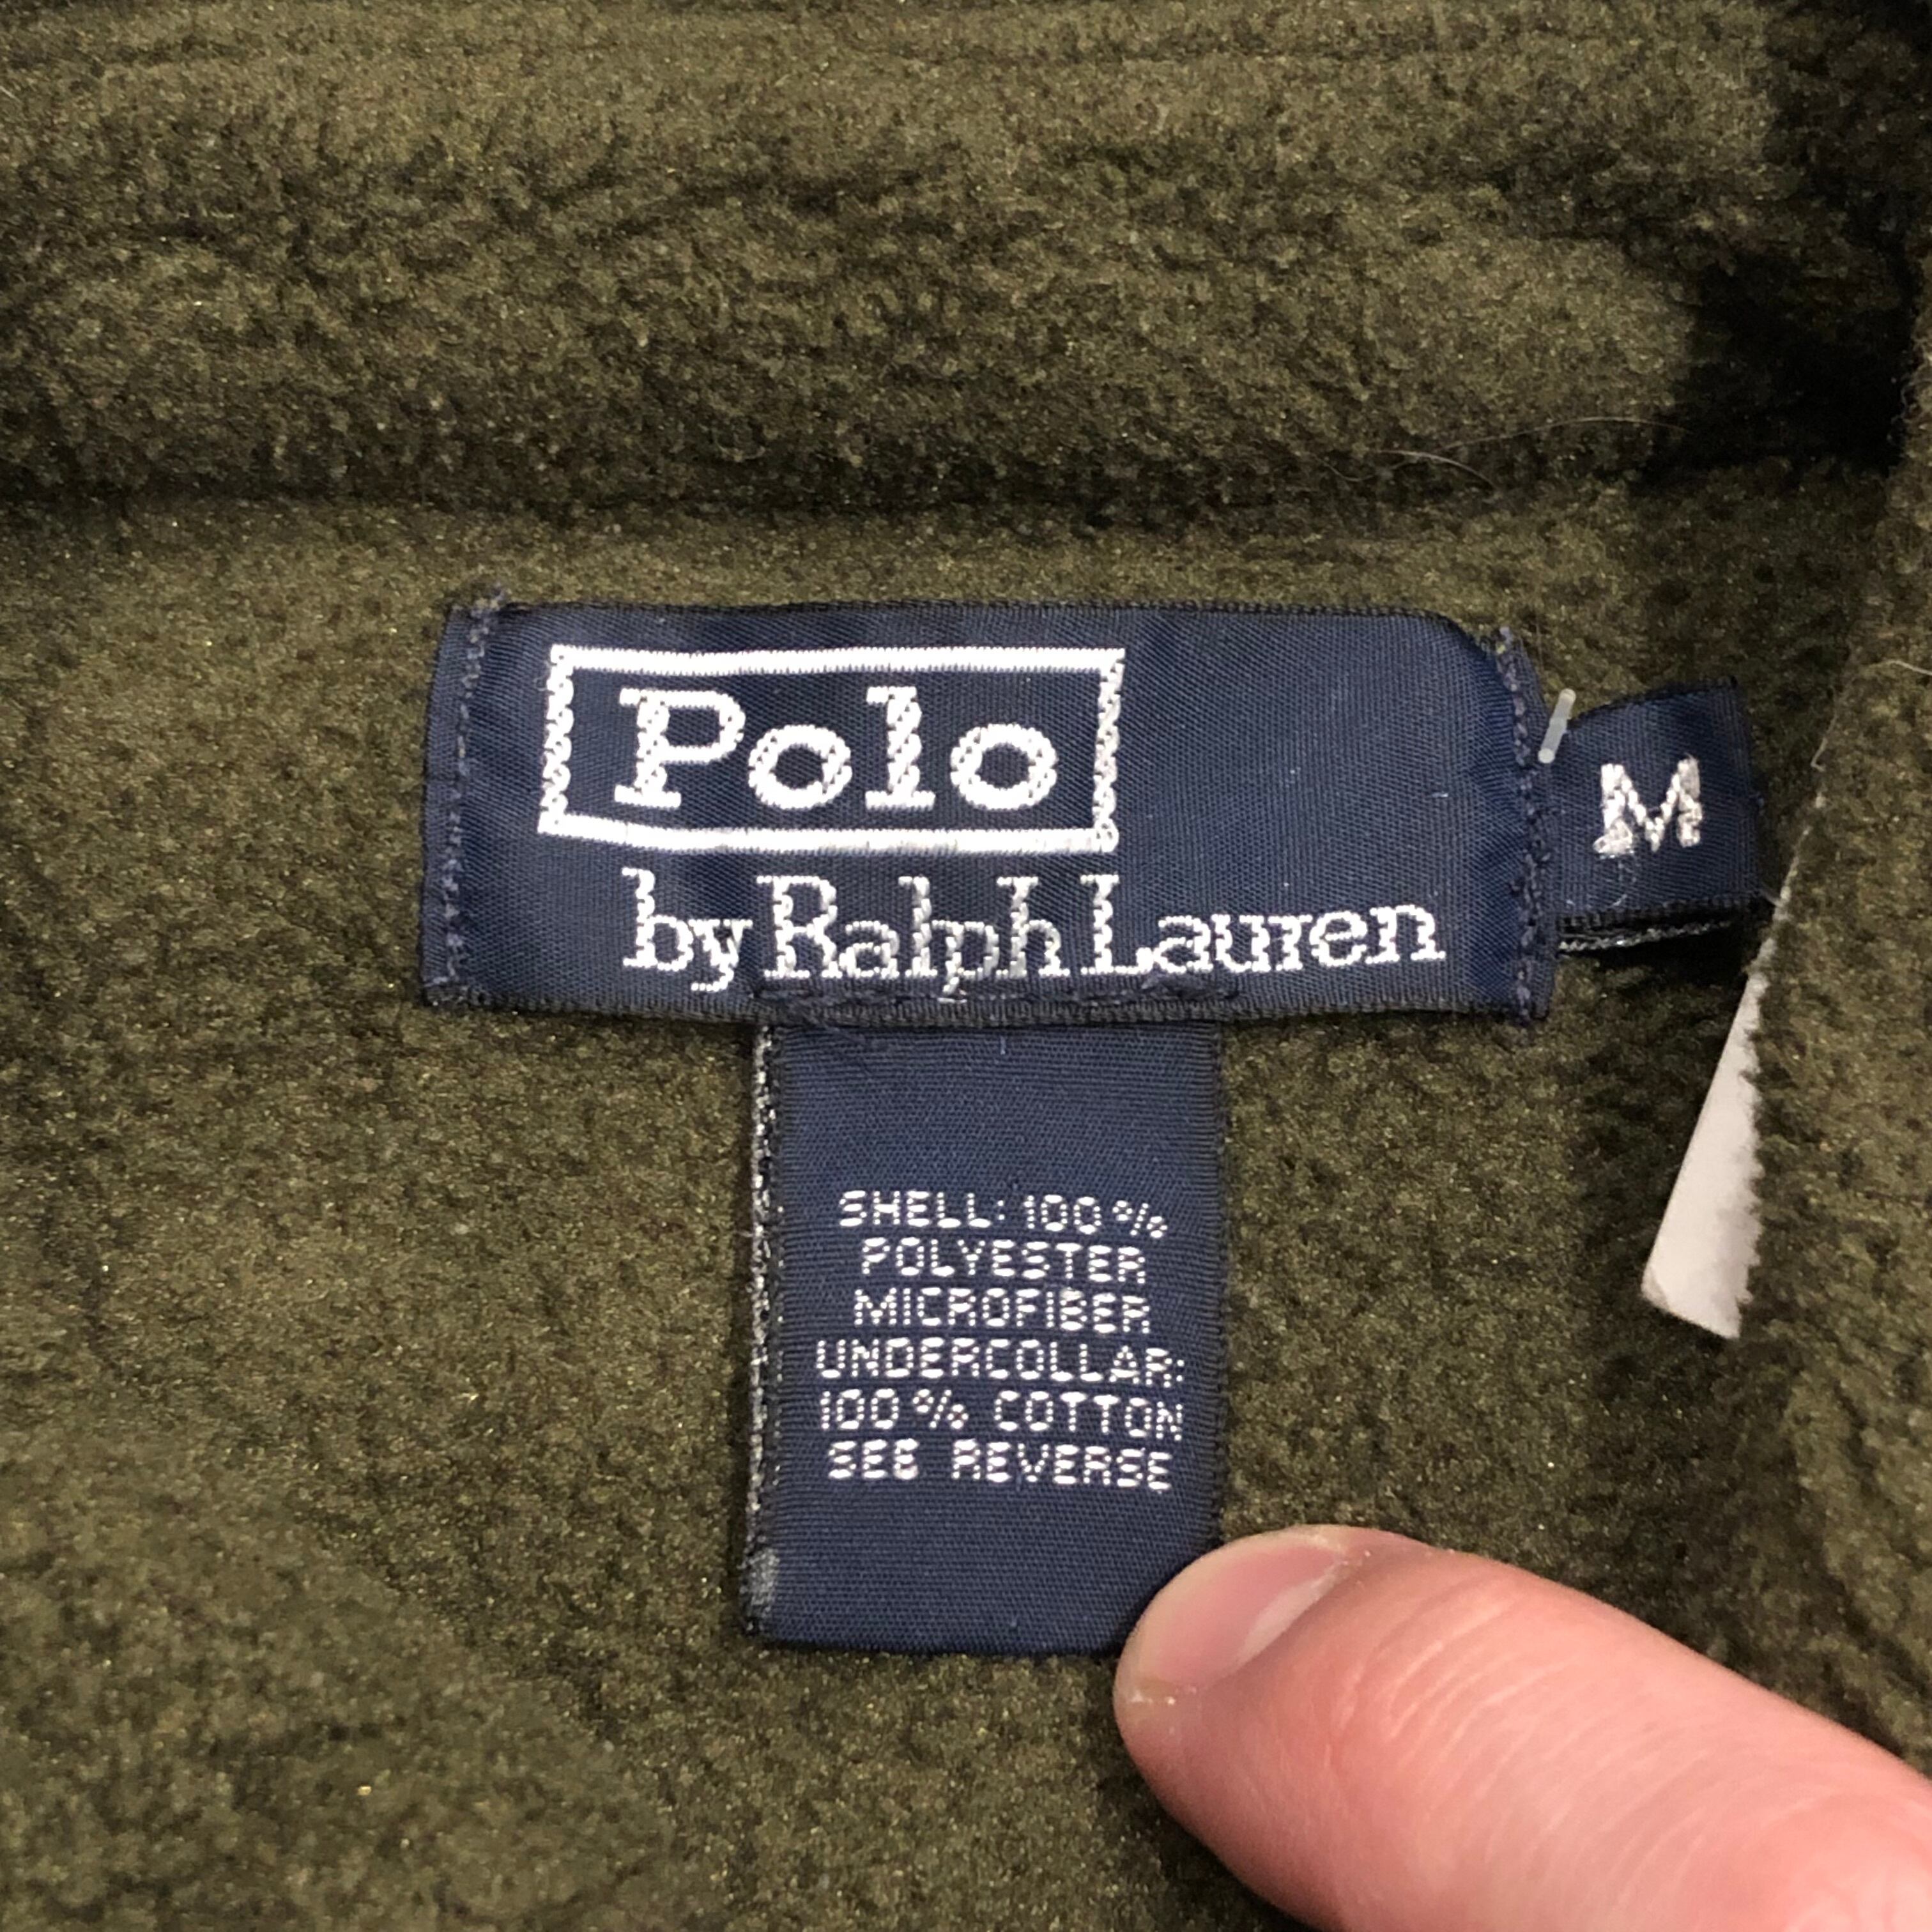 Polo
by Ralph Lauren
M
SHELL: 100%
POLYESTER
MICROFIBER
UNDERCOLLAR:
100% COTTON
SEE REVERSE